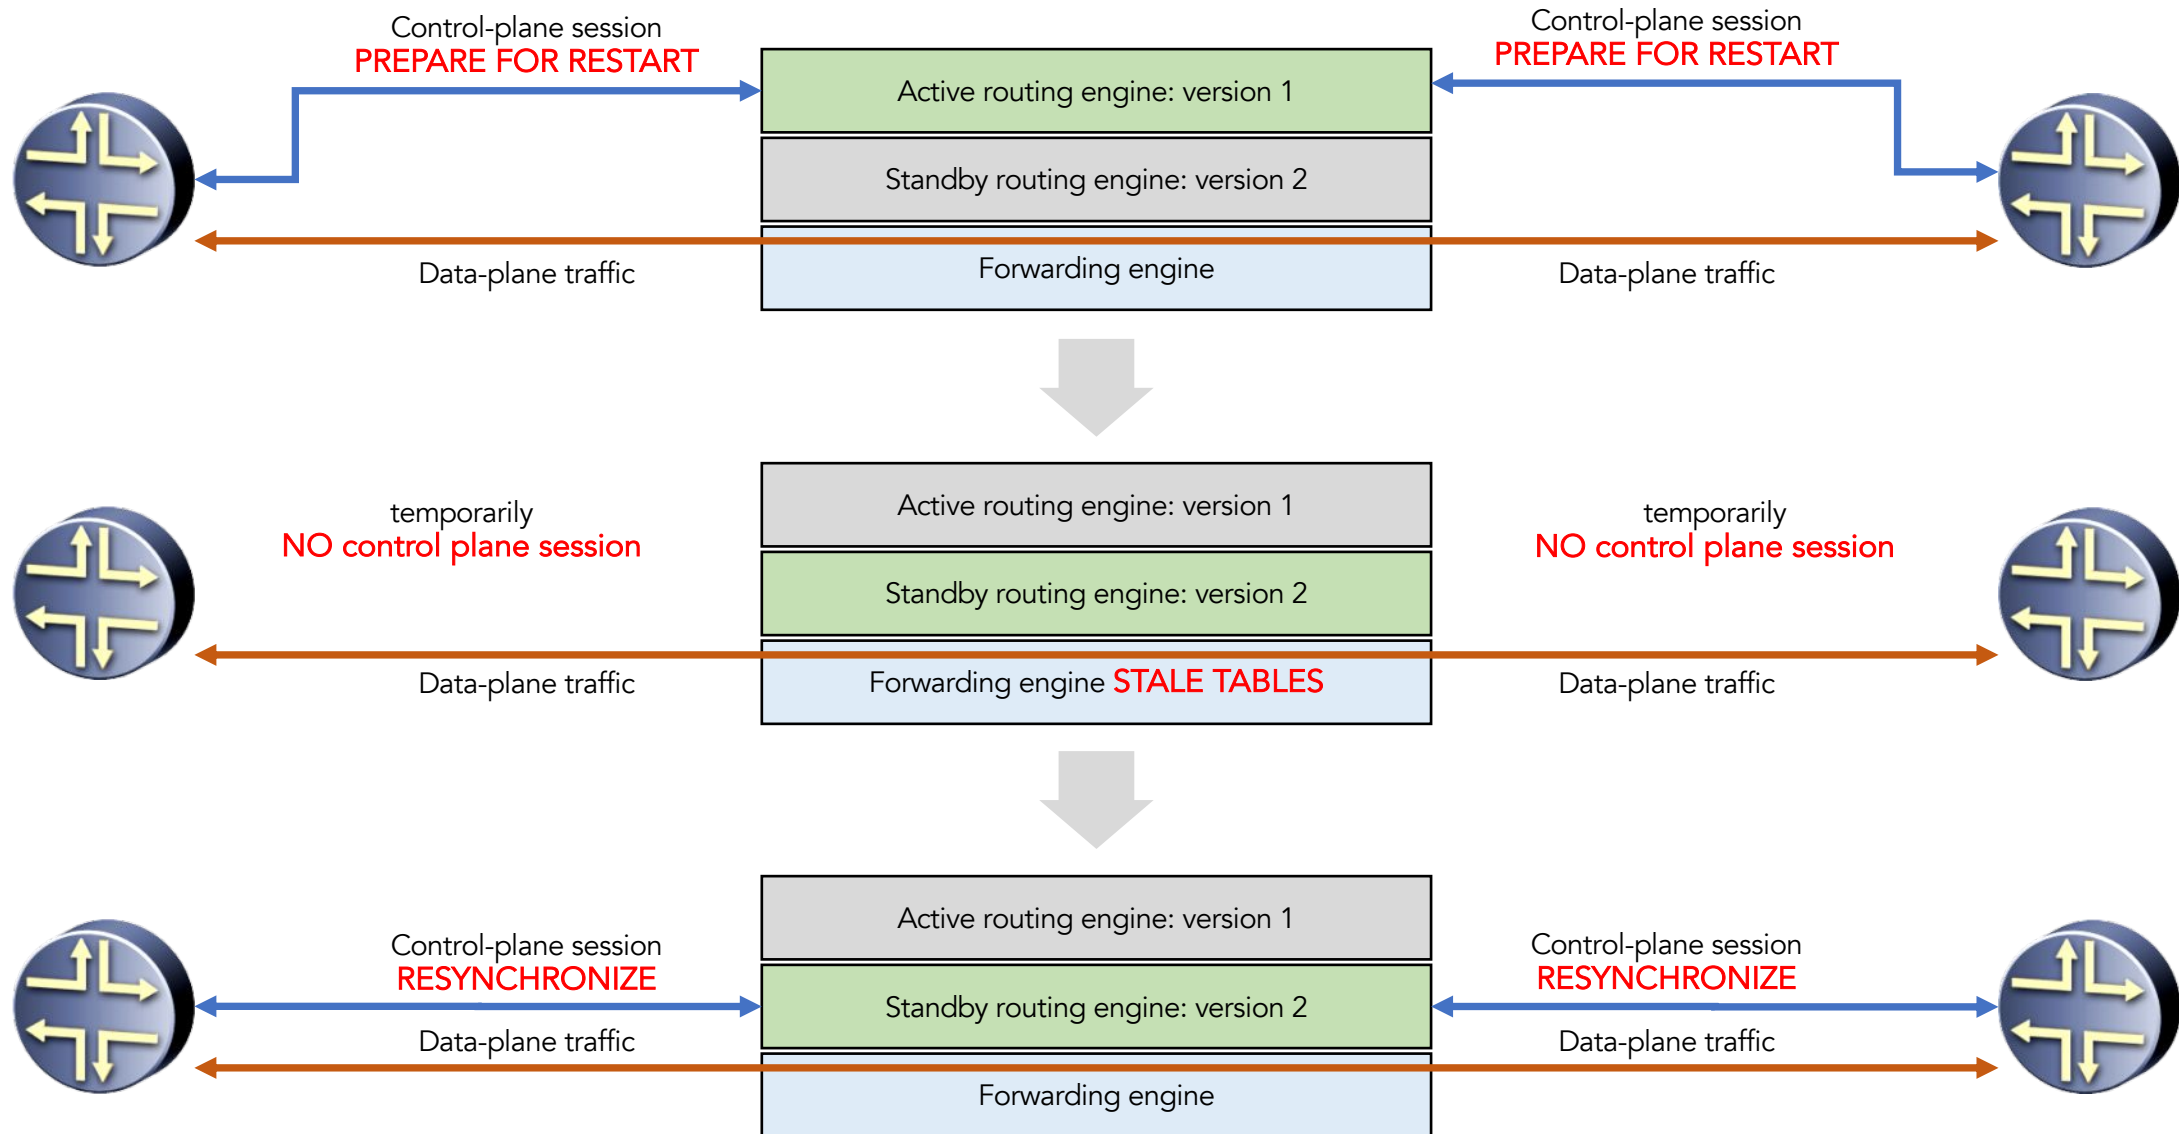 Control-plane session
PREPARE FOR RESTART
Control-plane session
PREPARE FOR RESTART
Active routing engine: version 1
Standby routing engine: version 2
Forwarding engine
Data-plane traffic
Data-plane traffic
temporarily
NO control plane session
temporarily
NO control plane session
Active routing engine: version 1
Standby routing engine: version 2
Forwarding engine STALE TABLES
Data-plane traffic
Data-plane traffic
Active routing engine: version 1
Control-plane session
RESYNCHRONIZE
Control-plane session
RESYNCHRONIZE
Standby routing engine: version 2
Data-plane traffic
Data-plane traffic
Forwarding engine